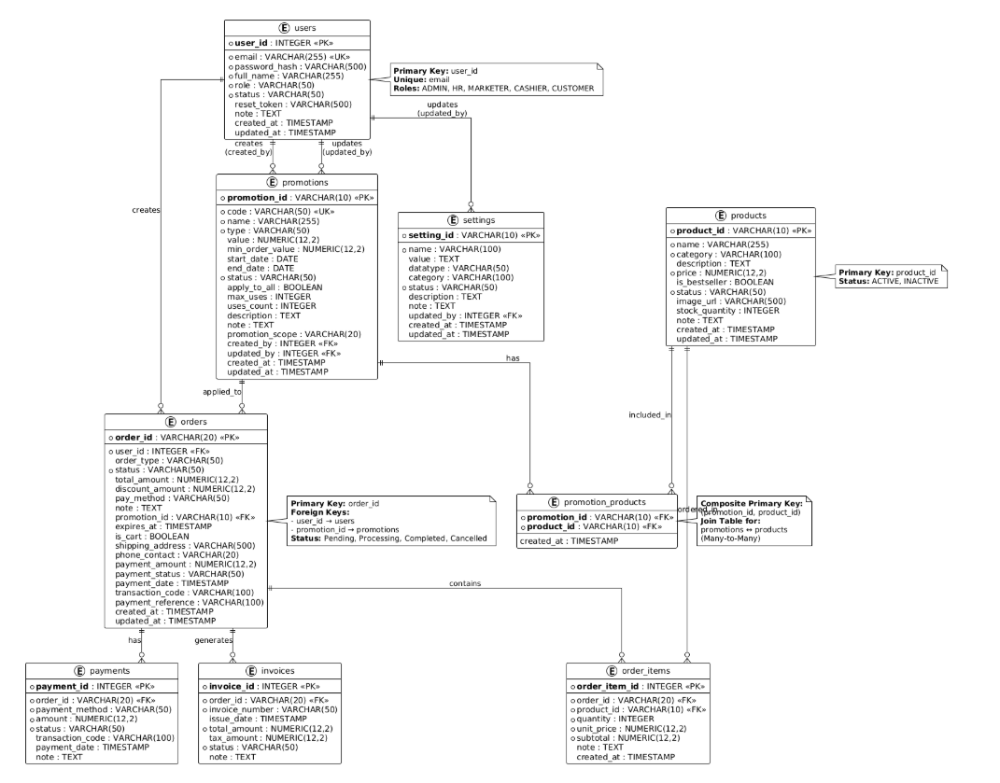 E users
user_id : INTEGER «PK»
email : VARCHAR(255) «UK»
password_hash : VARCHAR(500)
full_name : VARCHAR(255)
role : VARCHAR(50)
status : VARCHAR(50)
reset_token : VARCHAR(500)
note : TEXT
created_at : TIMESTAMP
updated_at : TIMESTAMP
Primary Key: user_id
Unique: email
Roles: ADMIN, HR, MARKETER, CASHIER, CUSTOMER
updates
(updated_by)
creates
(created_by)
updates
(updated_by)
creates
E promotions
promotion_id : VARCHAR(10) «PK»
code : VARCHAR(50) «UK»
name : VARCHAR(255)
type : VARCHAR(50)
value : NUMERIC(12,2)
min_order_value : NUMERIC(12,2)
start_date : DATE
end_date : DATE
status : VARCHAR(50)
apply_to_all : BOOLEAN
max_uses : INTEGER
uses_count : INTEGER
description : TEXT
note : TEXT
promotion_scope : VARCHAR(20)
created_by : INTEGER «FK»
updated_by : INTEGER «FK»
created_at : TIMESTAMP
updated_at : TIMESTAMP
E settings
setting_id : VARCHAR(10) «PK»
name : VARCHAR(100)
value : TEXT
datatype : VARCHAR(50)
category : VARCHAR(100)
status : VARCHAR(50)
description : TEXT
note : TEXT
updated_by : INTEGER «FK»
created_at : TIMESTAMP
updated_at : TIMESTAMP
E products
product_id : VARCHAR(10) «PK»
name : VARCHAR(255)
category : VARCHAR(100)
description : TEXT
price : NUMERIC(12,2)
is_bestseller : BOOLEAN
status : VARCHAR(50)
image_url : VARCHAR(500)
stock_quantity : INTEGER
note : TEXT
created_at : TIMESTAMP
updated_at : TIMESTAMP
Primary Key: product_id
Status: ACTIVE, INACTIVE
has
applied_to
included_in
E orders
order_id : VARCHAR(20) «PK»
user_id : INTEGER «FK»
order_type : VARCHAR(50)
status : VARCHAR(50)
total_amount : NUMERIC(12,2)
discount_amount : NUMERIC(12,2)
pay_method : VARCHAR(50)
note : TEXT
promotion_id : VARCHAR(10) «FK»
expires_at : TIMESTAMP
is_cart : BOOLEAN
shipping_address : VARCHAR(500)
phone_contact : VARCHAR(20)
payment_amount : NUMERIC(12,2)
payment_status : VARCHAR(50)
payment_date : TIMESTAMP
transaction_code : VARCHAR(100)
payment_reference : VARCHAR(100)
created_at : TIMESTAMP
updated_at : TIMESTAMP
Primary Key: order_id
Foreign Keys:
- user_id → users
- promotion_id → promotions
Status: Pending, Processing, Completed, Cancelled
E promotion_products
promotion_id : VARCHAR(10) «FK»
product_id : VARCHAR(10) «FK»
created_at : TIMESTAMP
ordered_in
Composite Primary Key:
(promotion_id, product_id)
Join Table for:
promotions ↔ products
(Many-to-Many)
contains
has
generates
E payments
payment_id : INTEGER «PK»
order_id : VARCHAR(20) «FK»
payment_method : VARCHAR(50)
amount : NUMERIC(12,2)
status : VARCHAR(50)
transaction_code : VARCHAR(100)
payment_date : TIMESTAMP
note : TEXT
E invoices
invoice_id : INTEGER «PK»
order_id : VARCHAR(20) «FK»
invoice_number : VARCHAR(50)
issue_date : TIMESTAMP
total_amount : NUMERIC(12,2)
tax_amount : NUMERIC(12,2)
status : VARCHAR(50)
note : TEXT
E order_items
order_item_id : INTEGER «PK»
order_id : VARCHAR(20) «FK»
product_id : VARCHAR(10) «FK»
quantity : INTEGER
unit_price : NUMERIC(12,2)
subtotal : NUMERIC(12,2)
note : TEXT
created_at : TIMESTAMP